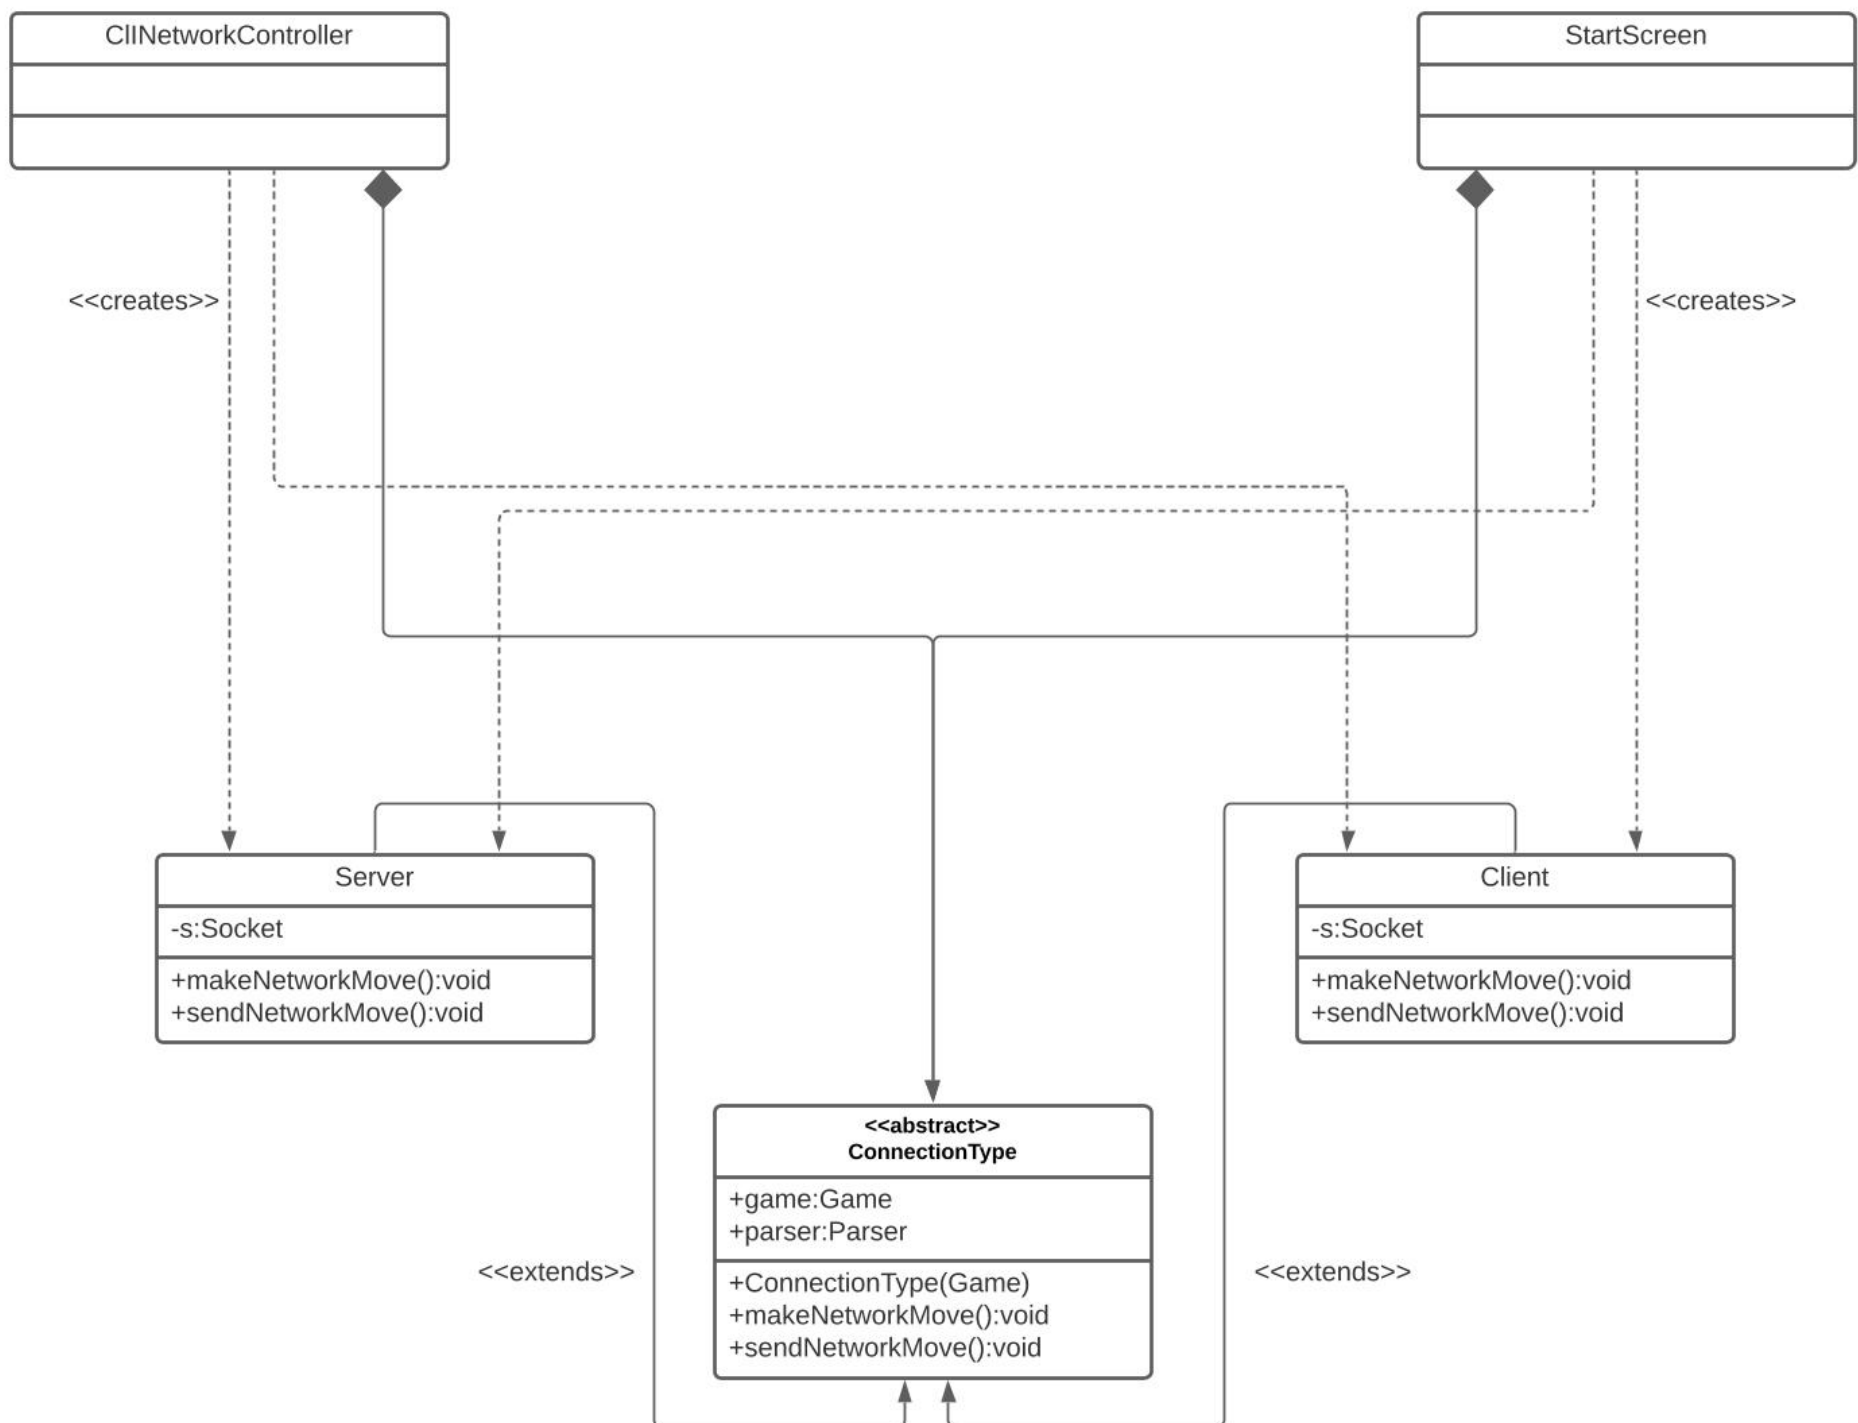 ClINetworkController
StartScreen
<<creates>>
<<creates>>
Server
-s:Socket
+makeNetworkMove():void
+sendNetworkMove():void
Client
-s:Socket
+makeNetworkMove():void
+sendNetworkMove():void
<<abstract>>
ConnectionType
+game:Game
+parser:Parser
+ConnectionType(Game)
+makeNetworkMove():void
+sendNetworkMove():void
<<extends>>
<<extends>>